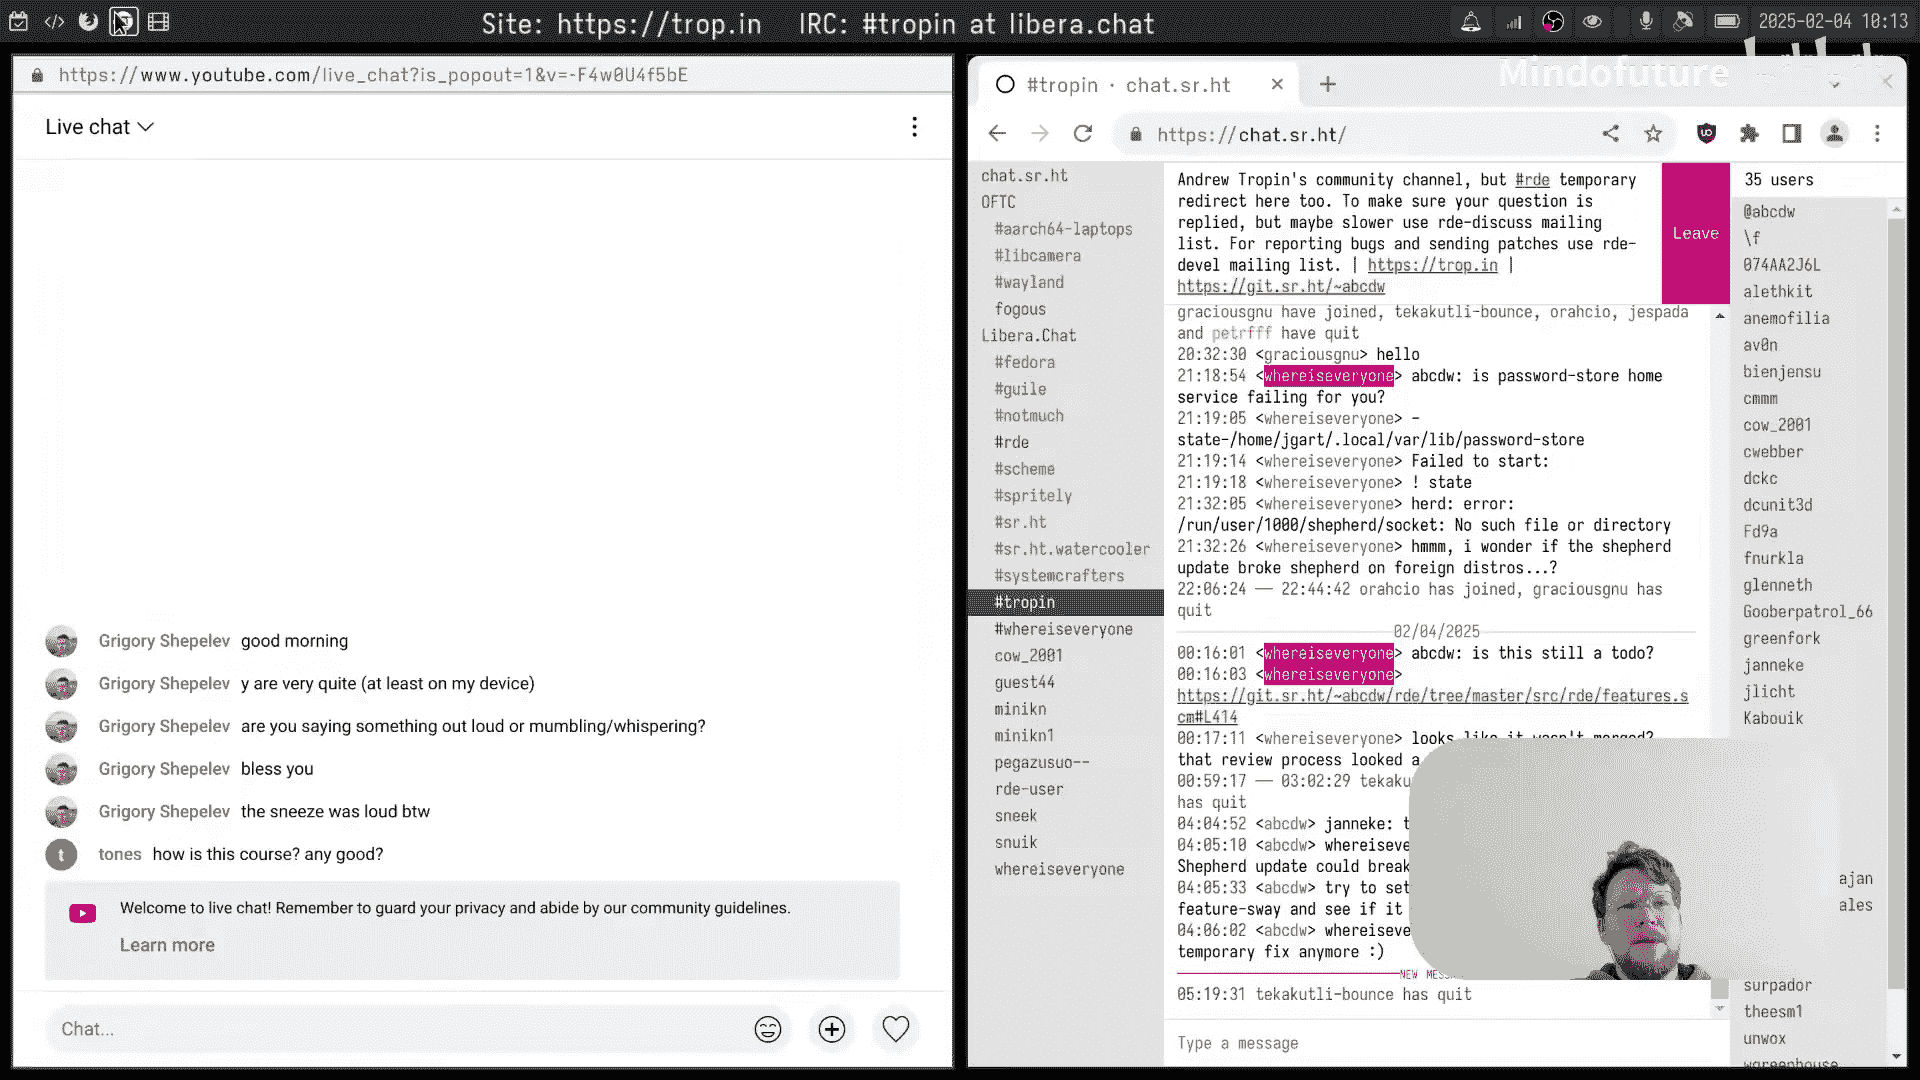 Site: https://trop.in   IRC: #tropin at libera.chat
2025-02-04 10:13
https://www.youtube.com/live_chat?is_popout=1&v=-F4w0U4f5bE
Live chat
Grigory Shepelev good morning
Grigory Shepelev y are very quite (at least on my device)
Grigory Shepelev are you saying something out loud or mumbling/whispering?
Grigory Shepelev bless you
Grigory Shepelev the sneeze was loud btw
t tones how is this course? any good?
Welcome to live chat! Remember to guard your privacy and abide by our community guidelines.
Learn more
Chat...
Mindofuture
#tropin · chat.sr.ht
https://chat.sr.ht/
chat.sr.ht
OFTC
#aarch64-laptops
#libcamera
#wayland
fogous
Libera.Chat
#fedora
#guile
#notmuch
#rde
#scheme
#spritely
#sr.ht
#sr.ht.watercooler
#systemcrafters
#tropin
#whereiseveryone
cow_2001
guest44
minikn
minikn1
pegazusuo--
rde-user
sneek
snuik
whereiseveryone
Andrew Tropin's community channel, but #rde temporary
redirect here too. To make sure your question is
replied, but maybe slower use rde-discuss mailing
list. For reporting bugs and sending patches use rde-
devel mailing list. | https://trop.in |
https://git.sr.ht/~abcdw
Leave
graciousgnu have joined, tekakutli-bounce, orahcio, jespada
and petrfff have quit
20:32:30 <graciousgnu> hello
21:18:54 <whereiseveryone> abcdw: is password-store home
service failing for you?
21:19:05 <whereiseveryone> -
state-/home/jgart/.local/var/lib/password-store
21:19:14 <whereiseveryone> Failed to start:
21:19:18 <whereiseveryone> ! state
21:32:05 <whereiseveryone> herd: error:
/run/user/1000/shepherd/socket: No such file or directory
21:32:26 <whereiseveryone> hmmm, i wonder if the shepherd
update broke shepherd on foreign distros...?
22:06:24 — 22:44:42 orahcio has joined, graciousgnu has
quit
02/04/2025
00:16:01 <whereiseveryone> abcdw: is this still a todo?
00:16:03 <whereiseveryone>
https://git.sr.ht/~abcdw/rde/tree/master/src/rde/features.s
cm#L414
00:17:11 <whereiseveryone> looks like it wasn't merged?
that review process looked a
00:59:17 — 03:02:29 tekaku
has quit
04:04:52 <abcdw> janneke: t
04:05:10 <abcdw> whereiseve
Shepherd update could break
04:05:33 <abcdw> try to set
feature-sway and see if it
04:06:02 <abcdw> whereiseve
temporary fix anymore :)
NEW MESS
05:19:31 tekakutli-bounce has quit
Type a message
35 users
@abcdw
\f
074AA2J6L
alethkit
anemofilia
av0n
bienjensu
cmmm
cow_2001
cwebber
dckc
dcunit3d
Fd9a
fnurkla
glenneth
Gooberpatrol_66
greenfork
janneke
jlicht
Kabouik
ajan
ales
surpador
theesm1
unwox
wgreenhouse